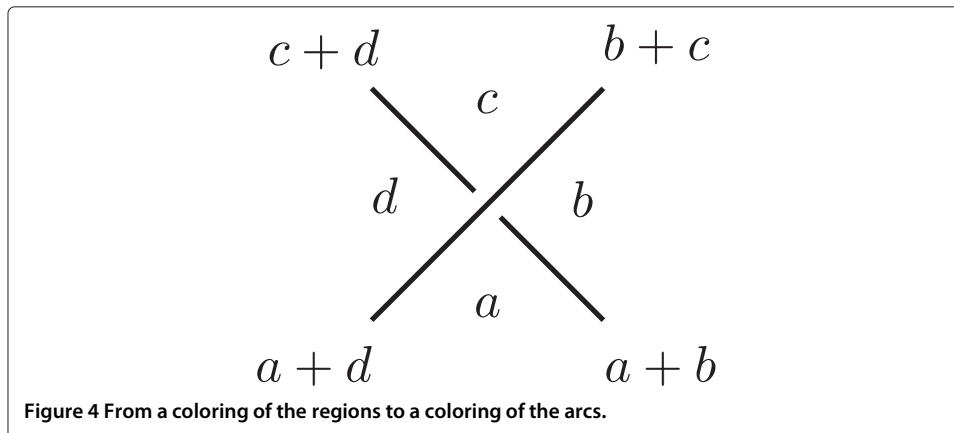 c + d
b + c
c
d
b
a
a + d
a + b
Figure 4 From a coloring of the regions to a coloring of the arcs.